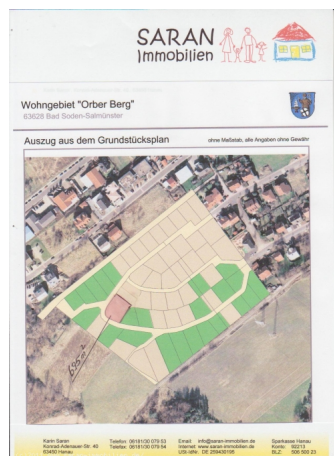 SARAN
Immobilien
Wohngebiet "Orber Berg"
63628 Bad Soden-Salmünster
Auszug aus dem Grundstücksplan
ohne Maßstab, alle Angaben ohne Gewähr
695 m²
Karin Saran
Konrad-Adenauer-Str. 40
63450 Hanau
Telefon: 06181/30 079 53
Telefax: 06181/30 079 54
Email: info@saran-immobilien.de
Internet: www.saran-immobilien.de
USt-IdNr. DE 259430198
Sparkasse Hanau
Konto: 92213
BLZ: 506 500 23